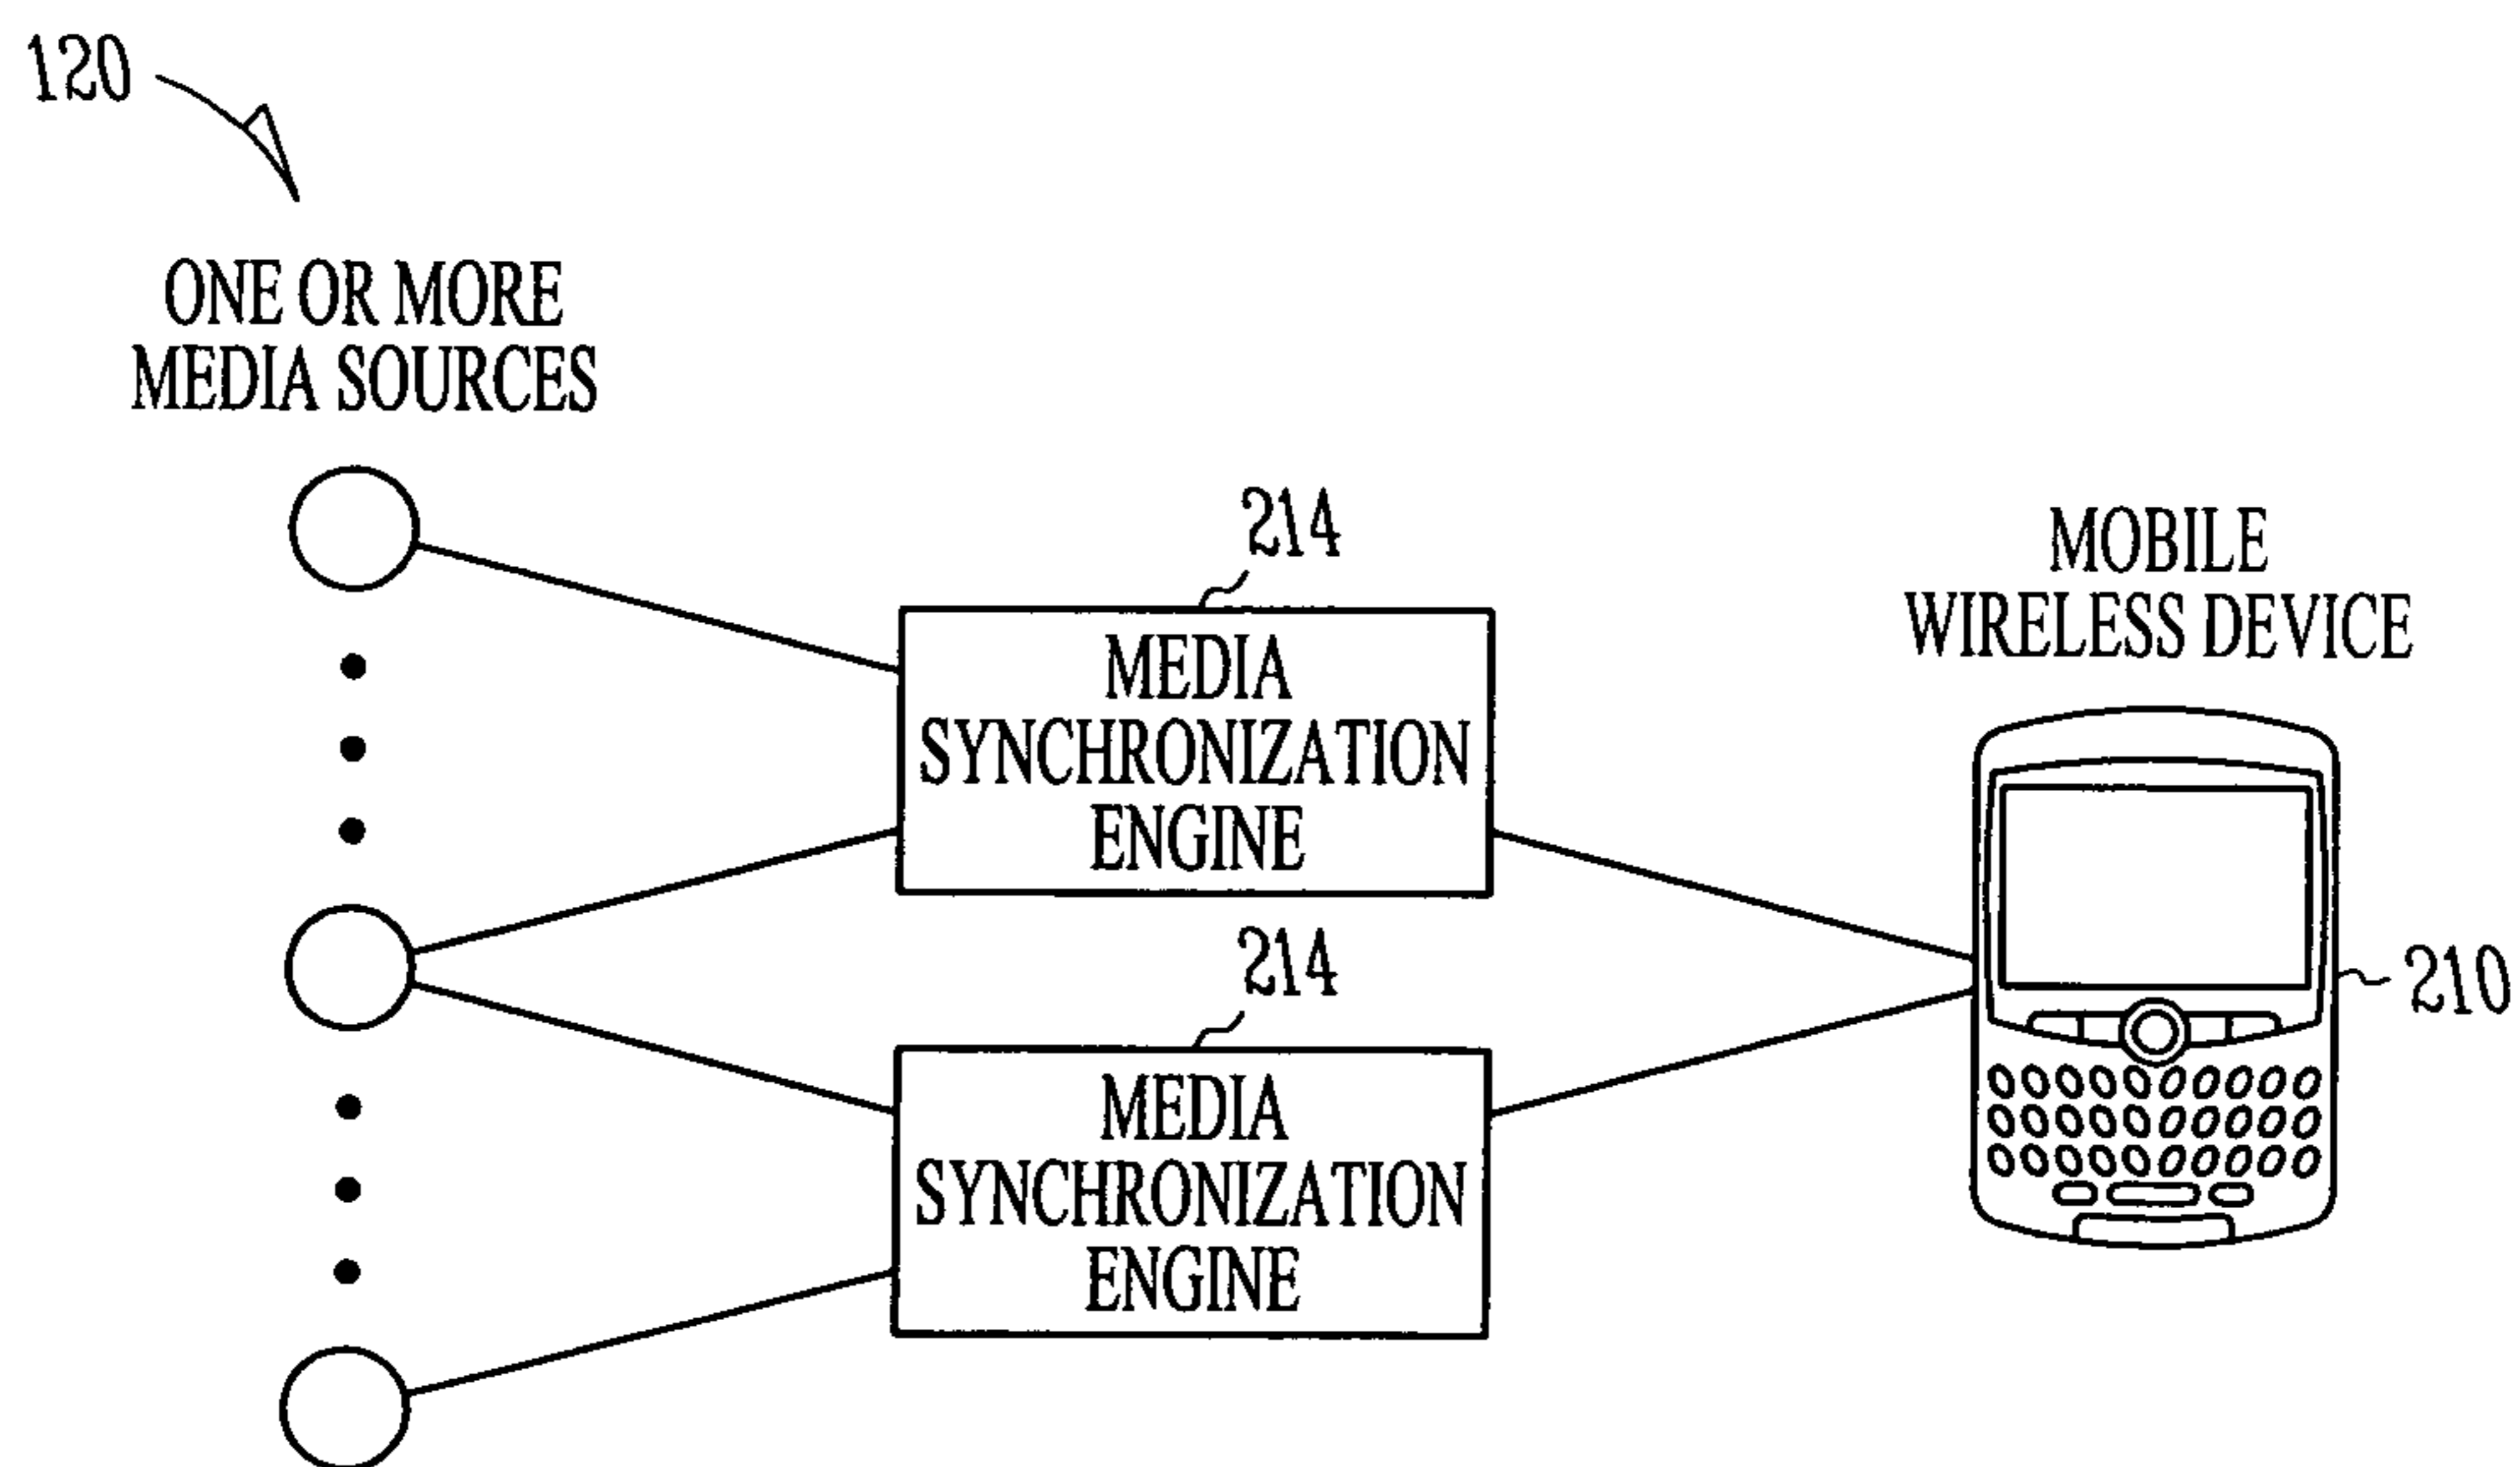 120
ONE OR MORE
MEDIA SOURCES
214
MEDIA
SYNCHRONIZATION
ENGINE
214
MEDIA
SYNCHRONIZATION
ENGINE
MOBILE
WIRELESS DEVICE
210